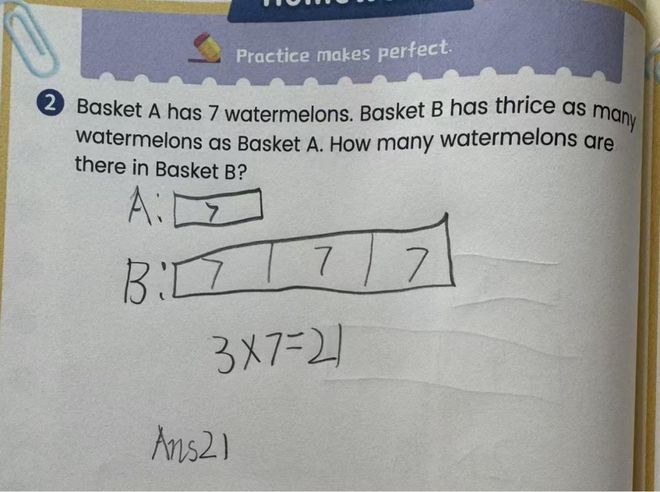 Practice makes perfect.
2 Basket A has 7 watermelons. Basket B has thrice as many
watermelons as Basket A. How many watermelons are
there in Basket B?
A: 7
B: 7 7 7
3×7=21
Ans21